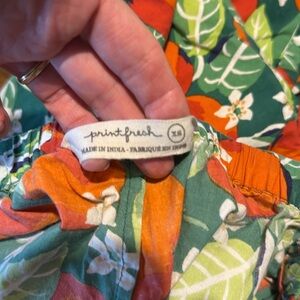 printfresh XS
MADE IN INDIA - FABRIQUÉ EN INDE